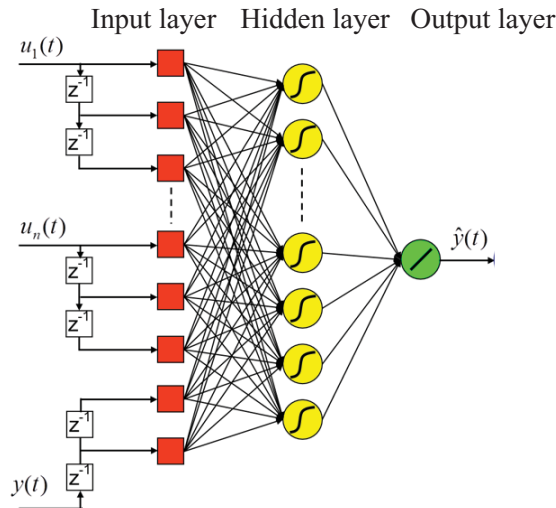 Input layer Hidden layer Output layer
u₁(t)
z⁻¹
z⁻¹
uₙ(t)
ŷ(t)
z⁻¹
z⁻¹
z⁻¹
z⁻¹
y(t)